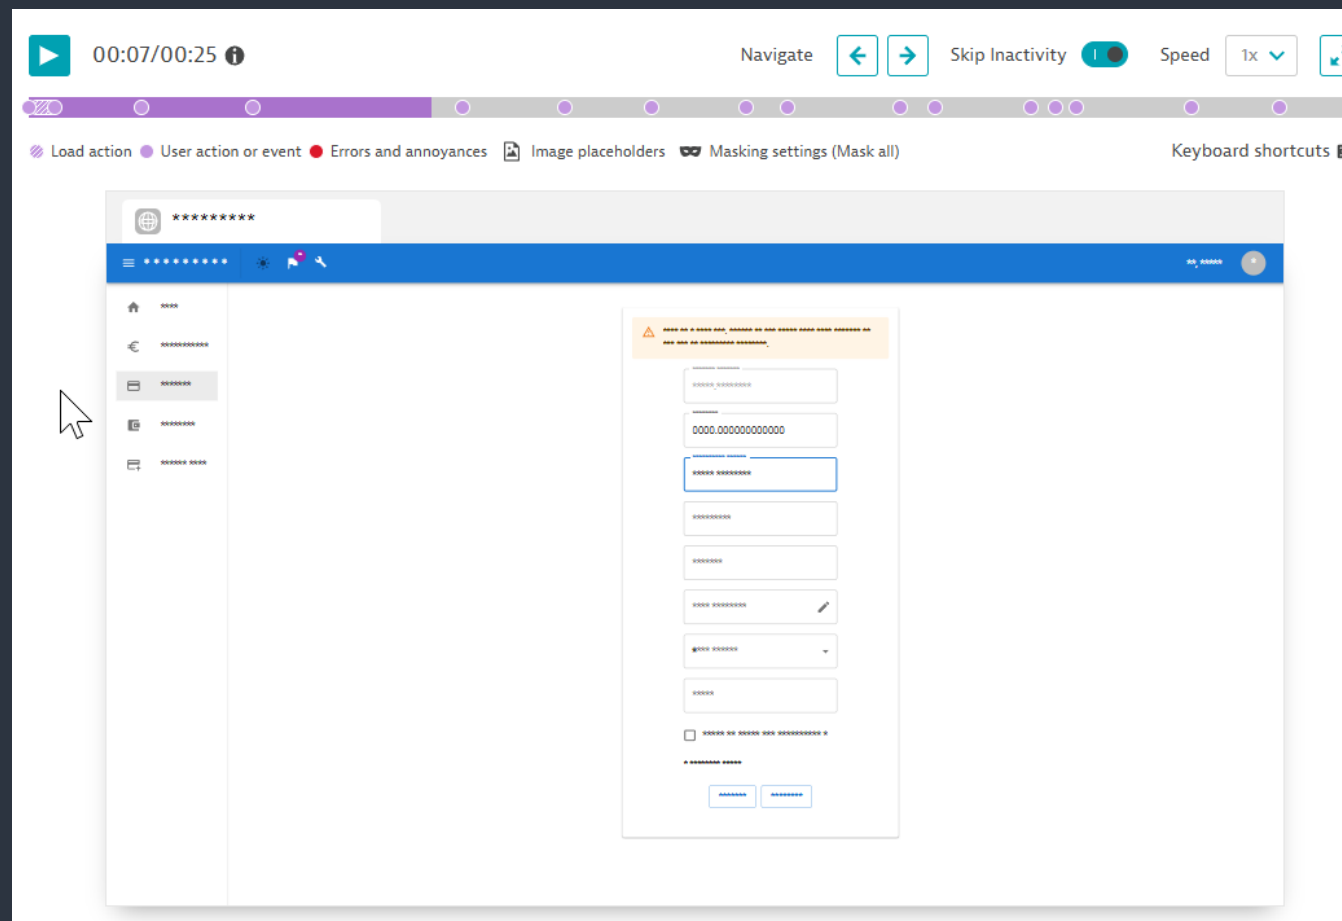 00:07/00:25
Navigate
Skip Inactivity
Speed 1x
Load action User action or event Errors and annoyances Image placeholders Masking settings (Mask all)
Keyboard shortcuts
*********
*********
**.*****
****
***********
*******
********
****** ****
**** ** * **** ***. ****** ** *** ***** **** **** ******* **
*** *** ** ********* ********.
****** ******
*****.********
*******
0000.000000000000
********* *****
***** ********
*********
*******
**** ********
**** ******
*****
***** ** ***** *** ********** *
* ******** *****
******* ********